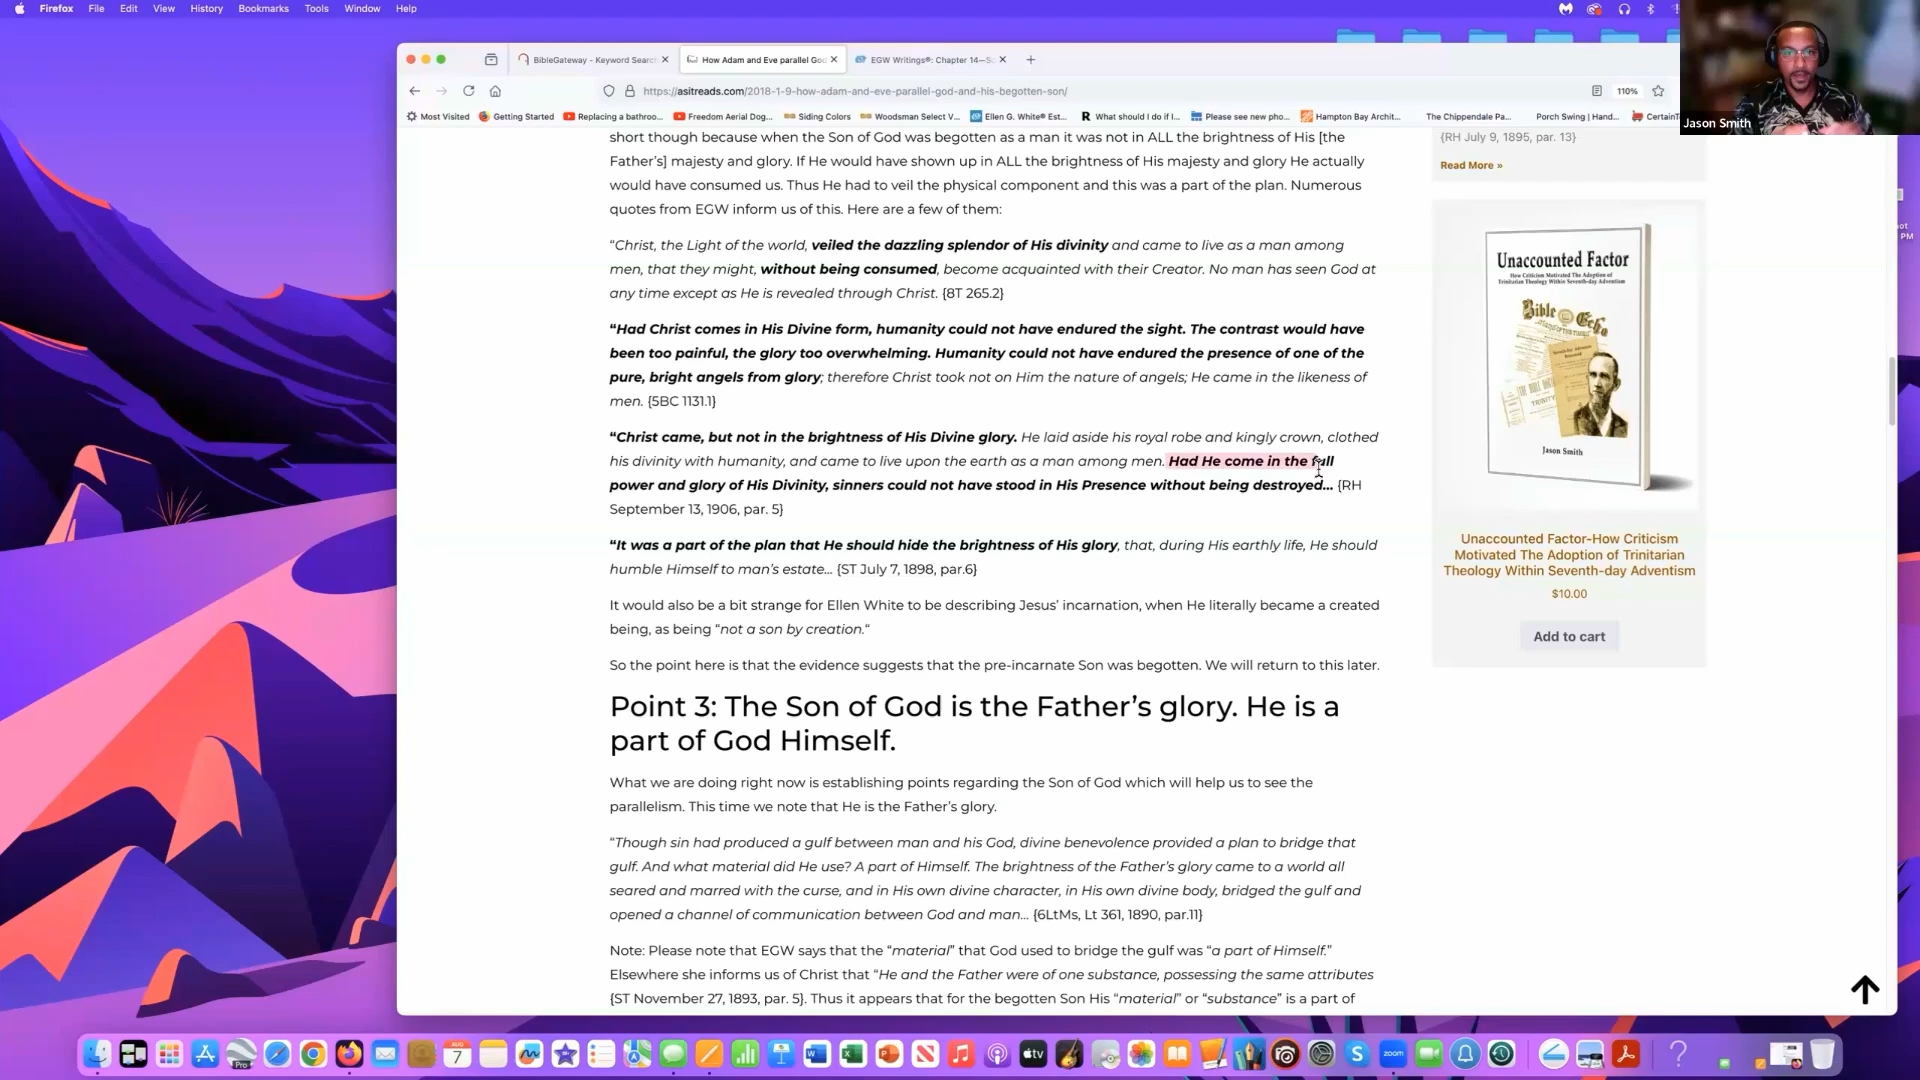 Firefox File Edit View History Bookmarks Tools Window Help
BibleGateway - Keyword Searc
How Adam and Eve parallel God
EGW Writings®: Chapter 14—S
https://asitreads.com/2018-1-9-how-adam-and-eve-parallel-god-and-his-begotten-son/
110%
Most Visited Getting Started Replacing a bathroo... Freedom Aerial Dog... Siding Colors Woodsman Select V... Ellen G. White® Est... What should I do if I... Please see new pho... Hampton Bay Archit... The Chippendale Pa... Porch Swing | Hand... CertainT
Jason Smith
short though because when the Son of God was begotten as a man it was not in ALL the brightness of His [the
Father's] majesty and glory. If He would have shown up in ALL the brightness of His majesty and glory He actually
would have consumed us. Thus He had to veil the physical component and this was a part of the plan. Numerous
quotes from EGW inform us of this. Here are a few of them:
“Christ, the Light of the world, veiled the dazzling splendor of His divinity and came to live as a man among
men, that they might, without being consumed, become acquainted with their Creator. No man has seen God at
any time except as He is revealed through Christ. {8T 265.2}
“Had Christ comes in His Divine form, humanity could not have endured the sight. The contrast would have
been too painful, the glory too overwhelming. Humanity could not have endured the presence of one of the
pure, bright angels from glory; therefore Christ took not on Him the nature of angels; He came in the likeness of
men. {5BC 1131.1}
“Christ came, but not in the brightness of His Divine glory. He laid aside his royal robe and kingly crown, clothed
his divinity with humanity, and came to live upon the earth as a man among men. Had He come in the full
power and glory of His Divinity, sinners could not have stood in His Presence without being destroyed... {RH
September 13, 1906, par. 5}
“It was a part of the plan that He should hide the brightness of His glory, that, during His earthly life, He should
humble Himself to man’s estate... {ST July 7, 1898, par.6}
It would also be a bit strange for Ellen White to be describing Jesus’ incarnation, when He literally became a created
being, as being “not a son by creation.“
So the point here is that the evidence suggests that the pre-incarnate Son was begotten. We will return to this later.
Point 3: The Son of God is the Father’s glory. He is a
part of God Himself.
What we are doing right now is establishing points regarding the Son of God which will help us to see the
parallelism. This time we note that He is the Father’s glory.
“Though sin had produced a gulf between man and his God, divine benevolence provided a plan to bridge that
gulf. And what material did He use? A part of Himself. The brightness of the Father’s glory came to a world all
seared and marred with the curse, and in His own divine character, in His own divine body, bridged the gulf and
opened a channel of communication between God and man... {6LtMs, Lt 361, 1890, par.11}
Note: Please note that EGW says that the “material” that God used to bridge the gulf was “a part of Himself.”
Elsewhere she informs us of Christ that “He and the Father were of one substance, possessing the same attributes
{ST November 27, 1893, par. 5}. Thus it appears that for the begotten Son His “material” or “substance” is a part of
{RH July 9, 1895, par. 13}
Read More »
Unaccounted Factor
How Criticism Motivated The Adoption of
Trinitarian Theology Within Seventh-day Adventism
Bible Echo
TRINITY
Jason Smith
Unaccounted Factor-How Criticism
Motivated The Adoption of Trinitarian
Theology Within Seventh-day Adventism
$10.00
Add to cart
PM
Pro
AUG
7
tv
zoom